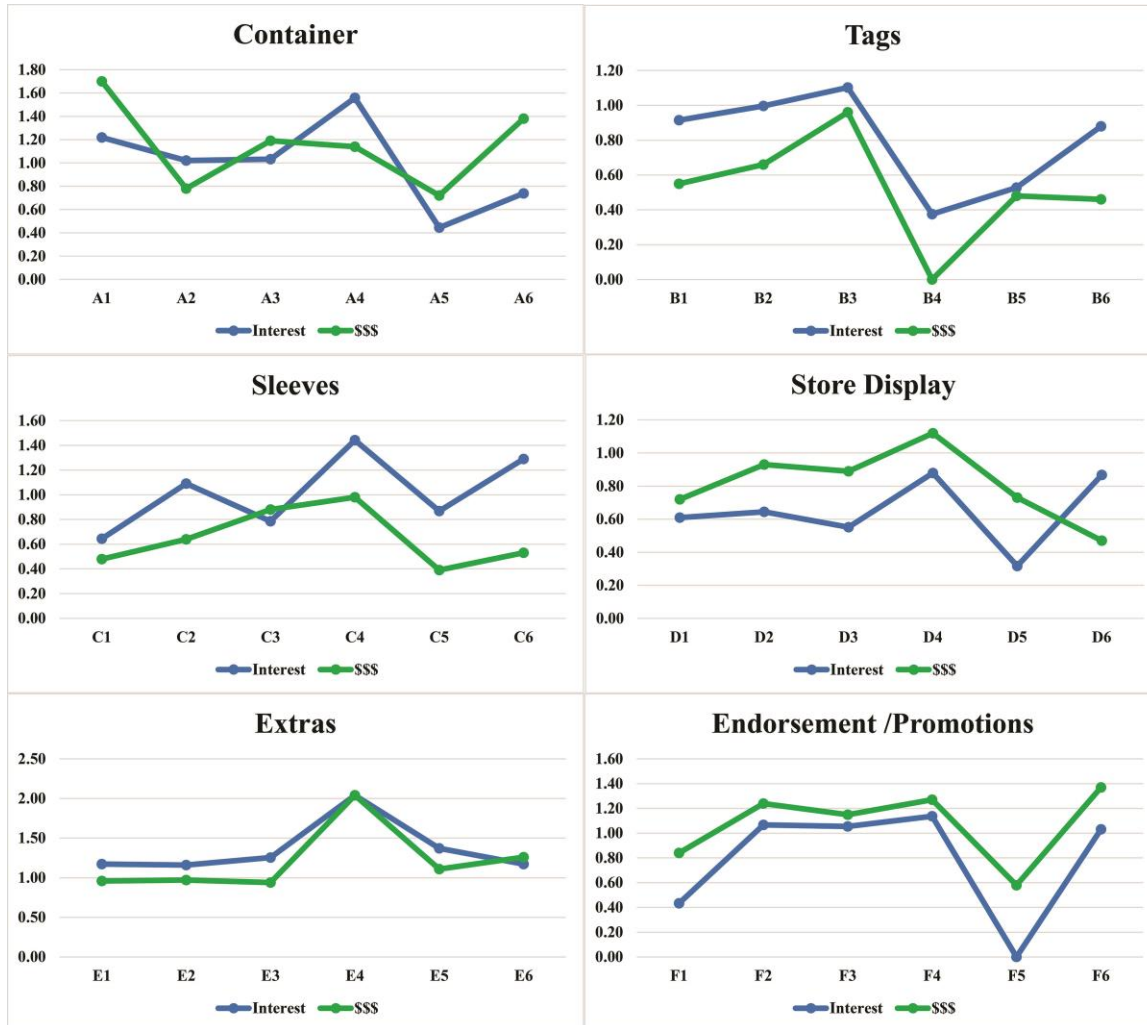 Container
1.80
1.60
1.40
1.20
1.00
0.80
0.60
0.40
0.20
0.00
A1 A2 A3 A4 A5 A6
Interest $$$
Tags
1.20
1.00
0.80
0.60
0.40
0.20
0.00
B1 B2 B3 B4 B5 B6
Interest $$$
Sleeves
1.60
1.40
1.20
1.00
0.80
0.60
0.40
0.20
0.00
C1 C2 C3 C4 C5 C6
Interest $$$
Store Display
1.20
1.00
0.80
0.60
0.40
0.20
0.00
D1 D2 D3 D4 D5 D6
Interest $$$
Extras
2.50
2.00
1.50
1.00
0.50
0.00
E1 E2 E3 E4 E5 E6
Interest $$$
Endorsement /Promotions
1.60
1.40
1.20
1.00
0.80
0.60
0.40
0.20
0.00
F1 F2 F3 F4 F5 F6
Interest $$$